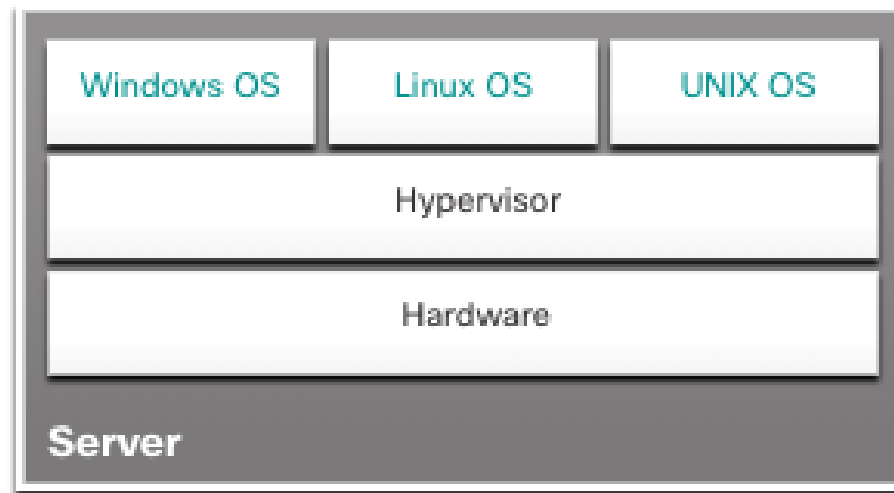 Windows OS
Linux OS
UNIX OS
Hypervisor
Hardware
Server